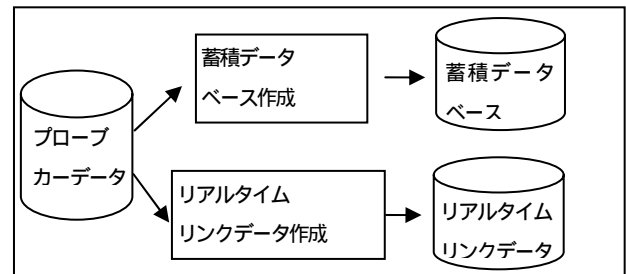 プローブ
カーデータ
蓄積データ
ベース作成
蓄積データ
ベース
リアルタイム
リンクデータ作成
リアルタイム
リンクデータ